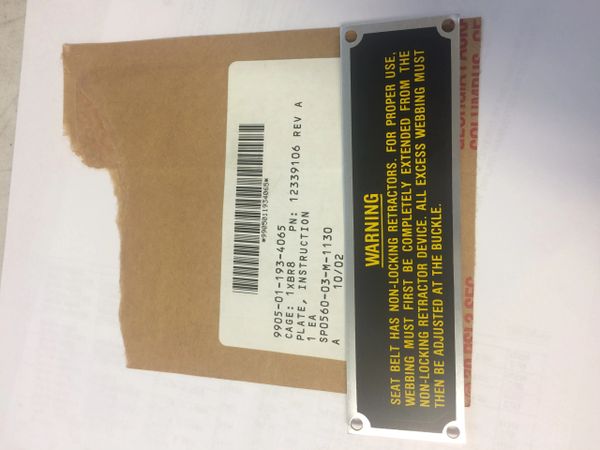 *9905011934065*
9905-01-193-4065
CAGE: 1XBR8 PN: 12339106 REV A
PLATE, INSTRUCTION
1 EA
SP0560-03-M-1130
A 10/02
WARNING
SEAT BELT HAS NON-LOCKING RETRACTORS. FOR PROPER USE,
WEBBING MUST FIRST BE COMPLETELY EXTENDED FROM THE
NON-LOCKING RETRACTOR DEVICE. ALL EXCESS WEBBING MUST
THEN BE ADJUSTED AT THE BUCKLE.